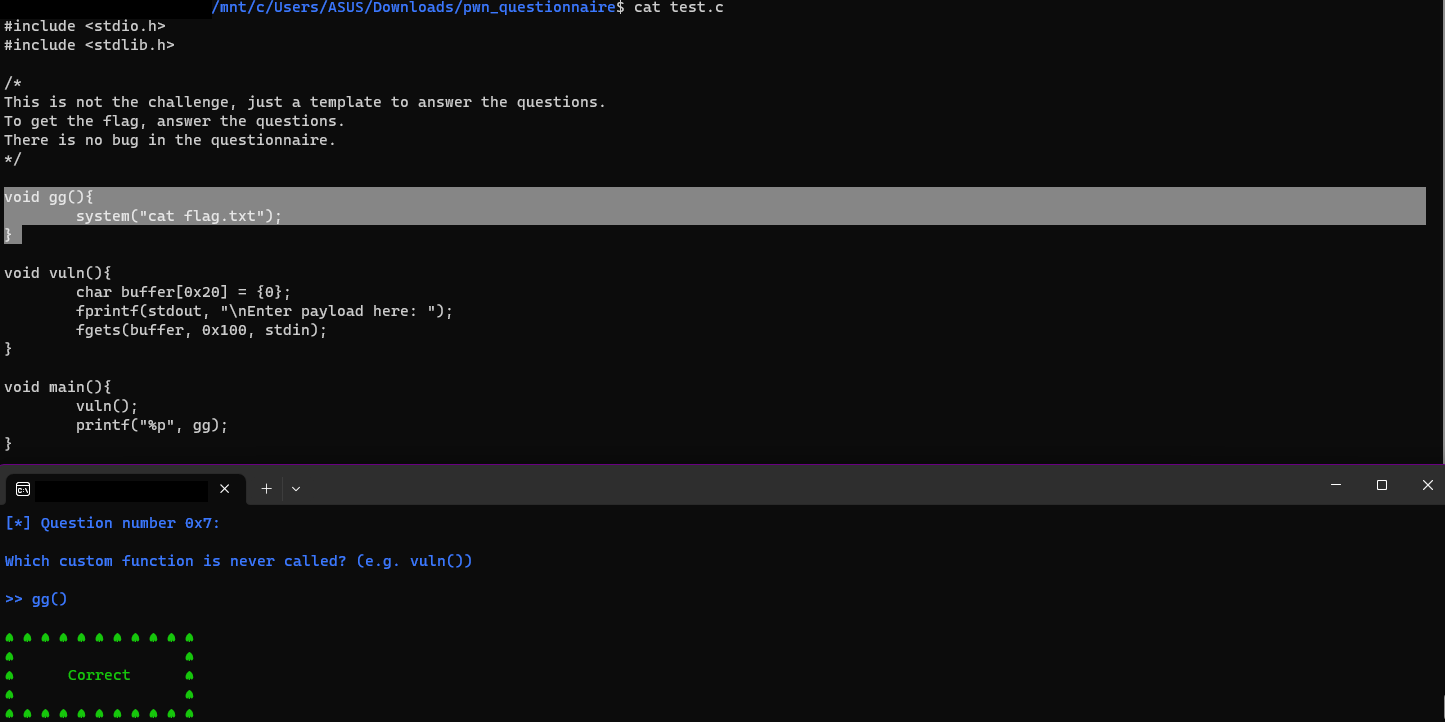 /mnt/c/Users/ASUS/Downloads/pwn_questionnaire$ cat test.c
#include <stdio.h>
#include <stdlib.h>
/*
This is not the challenge, just a template to answer the questions.
To get the flag, answer the questions.
There is no bug in the questionnaire.
*/
void gg(){
        system("cat flag.txt");
}
void vuln(){
        char buffer[0x20] = {0};
        fprintf(stdout, "\nEnter payload here: ");
        fgets(buffer, 0x100, stdin);
}
void main(){
        vuln();
        printf("%p", gg);
}
[*] Question number 0x7:
Which custom function is never called? (e.g. vuln())
>> gg()
♠ ♠ ♠ ♠ ♠ ♠ ♠ ♠ ♠ ♠ ♠
♠                   ♠
♠      Correct      ♠
♠                   ♠
♠ ♠ ♠ ♠ ♠ ♠ ♠ ♠ ♠ ♠ ♠